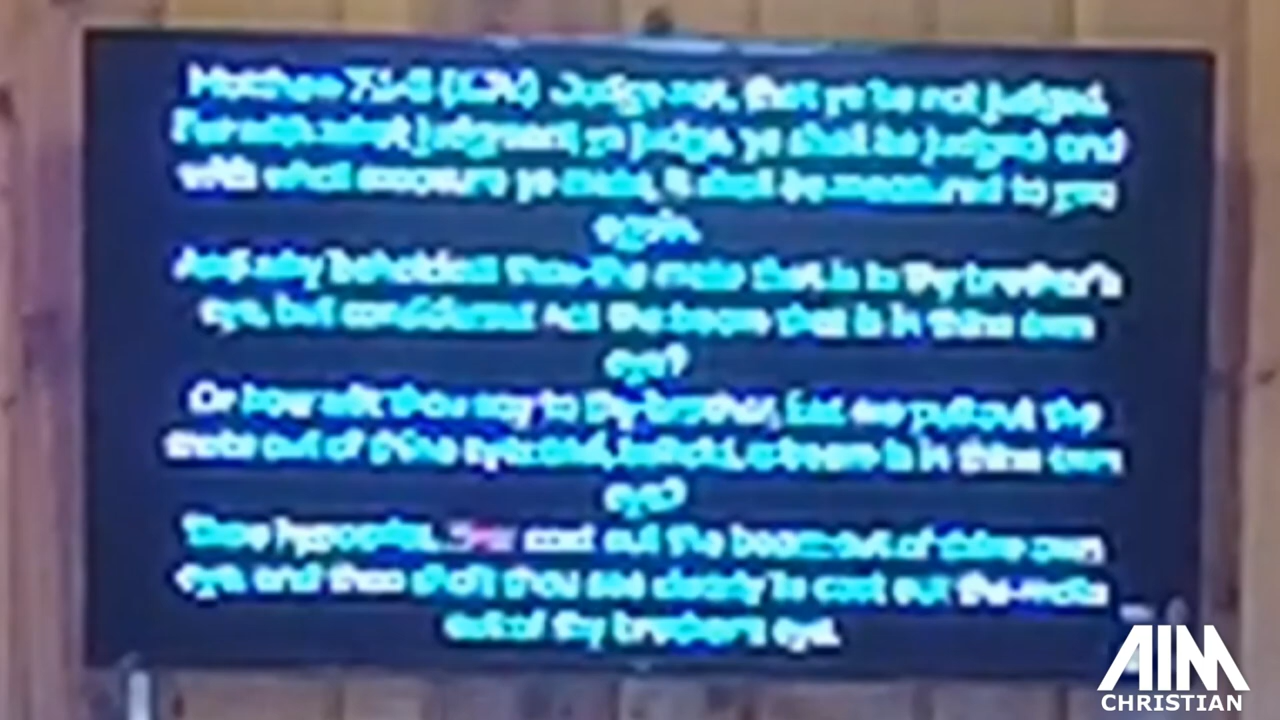 Matthew 7:1-5 (KJV) Judge not, that ye be not judged.
For with what judgment ye judge, ye shall be judged: and
with what measure ye mete, it shall be measured to you
again.
And why beholdest thou the mote that is in thy brother's
eye, but considerest not the beam that is in thine own
eye?
Or how wilt thou say to thy brother, Let me pull out the
mote out of thine eye; and, behold, a beam is in thine own
eye?
Thou hypocrite, cast out the beam out of thine own
eye; and then shalt thou see clearly to cast out the mote
out of thy brother's eye.
AIM
CHRISTIAN